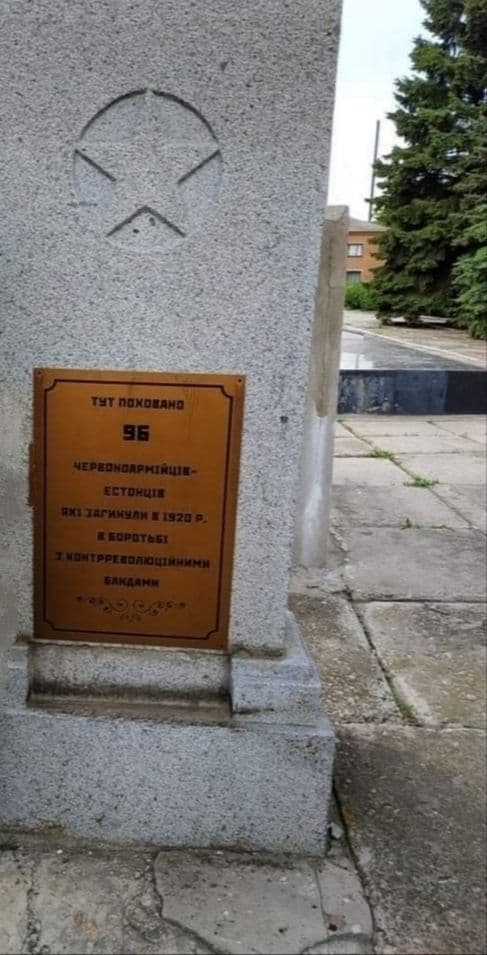 ТУТ ПОХОВАНО
96
ЧЕРВОНОАРМІЙЦІВ-
ЕСТОНЦІВ
ЯКІ ЗАГИНУЛИ В 1920 Р.
В БОРОТЬБІ
З КОНТРРЕВОЛЮЦІЙНИМИ
БАНДАМИ